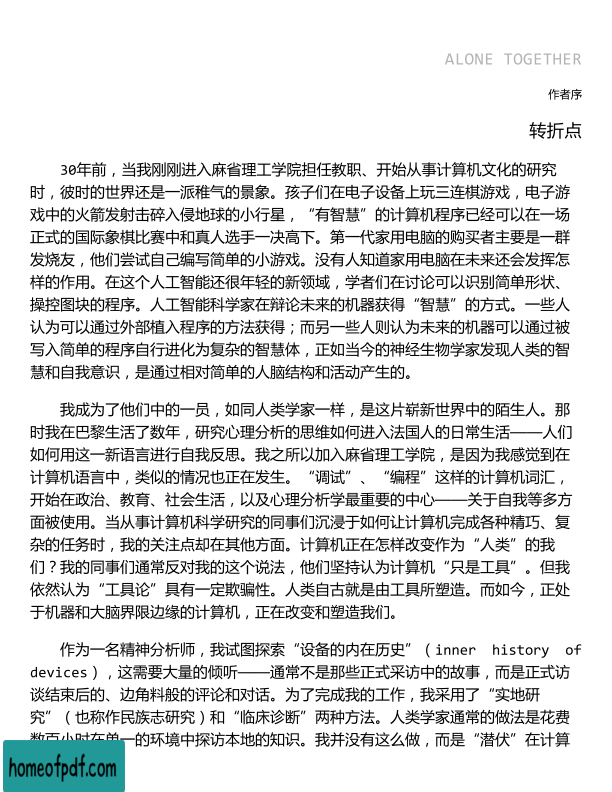 ALONE TOGETHER
作者序
转折点
30年前，当我刚刚进入麻省理工学院担任教职、开始从事计算机文化的研究
时，彼时的世界还是一派稚气的景象。孩子们在电子设备上玩三连棋游戏，电子游
戏中的火箭发射击碎入侵地球的小行星，“有智慧”的计算机程序已经可以在一场
正式的国际象棋比赛中和真人选手一决高下。第一代家用电脑的购买者主要是一群
发烧友，他们尝试自己编写简单的小游戏。没有人知道家用电脑在未来还会发挥怎
样的作用。在这个人工智能还很年轻的新领域，学者们在讨论可以识别简单形状、
操控图块的程序。人工智能科学家在辩论未来的机器获得“智慧”的方式。一些人
认为可以通过外部植入程序的方法获得；而另一些人则认为未来的机器可以通过被
写入简单的程序自行进化为复杂的智慧体，正如当今的神经生物学家发现人类的智
慧和自我意识，是通过相对简单的人脑结构和活动产生的。
我成为了他们中的一员，如同人类学家一样，是这片崭新世界中的陌生人。那
时我在巴黎生活了数年，研究心理分析的思维如何进入法国人的日常生活——人们
如何用这一新语言进行自我反思。我之所以加入麻省理工学院，是因为我感觉到在
计算机语言中，类似的情况也正在发生。“调试”、“编程”这样的计算机词汇，
开始在政治、教育、社会生活，以及心理分析学最重要的中心——关于自我等多方
面被使用。当从事计算机科学研究的同事们沉浸于如何让计算机完成各种精巧、复
杂的任务时，我的关注点却在其他方面。计算机正在怎样改变作为“人类”的我
们？我的同事们通常反对我的这个说法，他们坚持认为计算机“只是工具”。但我
依然认为“工具论”具有一定欺骗性。人类自古就是由工具所塑造。而如今，正处
于机器和大脑界限边缘的计算机，正在改变和塑造我们。
作为一名精神分析师，我试图探索“设备的内在历史”（inner history of
devices），这需要大量的倾听——通常不是那些正式采访中的故事，而是正式访
谈结束后的、边角料般的评论和对话。为了完成我的工作，我采用了“实地研
究”（也称作民族志研究）和“临床诊断”两种方法。人类学家通常的做法是花费
数百小时在单一的环境中探访本地的知识。我并没有这么做，而是“潜伏”在计算
homeofpdf.com